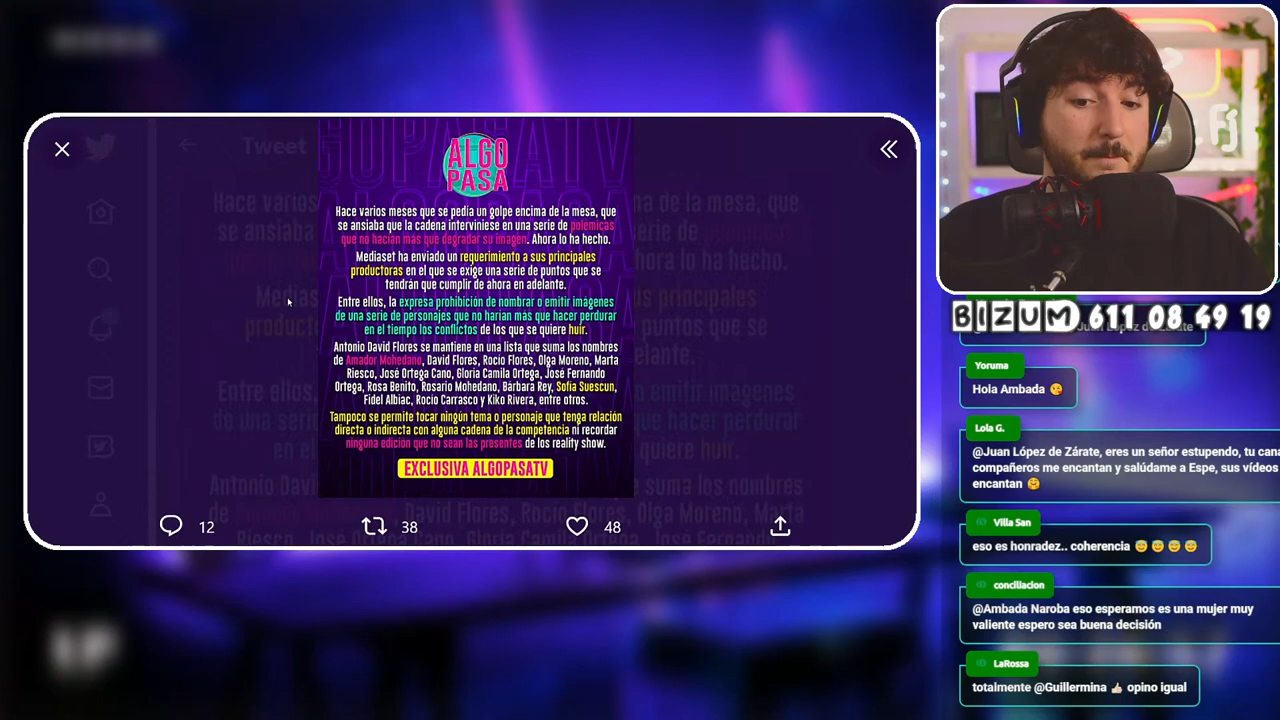 Tweet
ALGO
PASA
Hace varios meses que se pedía un golpe encima de la mesa, que
se ansiaba que la cadena interviniese en una serie de polémicas
que no hacían más que degradar su imagen. Ahora lo ha hecho.
Mediaset ha enviado un requerimiento a sus principales
productoras en el que se exige una serie de puntos que se
tendrán que cumplir de ahora en adelante.
Entre ellos, la expresa prohibición de nombrar o emitir imágenes
de una serie de personajes que no harían más que hacer perdurar
en el tiempo los conflictos de los que se quiere huir.
Antonio David Flores se mantiene en una lista que suma los nombres
de Amador Mohedano, David Flores, Rocío Flores, Olga Moreno, Marta
Riesco, José Ortega Cano, Gloria Camila Ortega, José Fernando
Ortega, Rosa Benito, Rosario Mohedano, Bárbara Rey, Sofía Suescun,
Fidel Albiac, Rocío Carrasco y Kiko Rivera, entre otros.
Tampoco se permite tocar ningún tema o personaje que tenga relación
directa o indirecta con alguna cadena de la competencia ni recordar
ninguna edición que no sean las presentes de los reality show.
EXCLUSIVA ALGOPASATV
12
38
48
BIZUM 611 08 49 19
Yoruma
Hola Ambada 😘
Lola G.
@Juan López de Zárate, eres un señor estupendo, tu cana
compañeros me encantan y salúdame a Espe, sus vídeos
encantan 🤗
Villa San
eso es honradez.. coherencia 😇😇😇😇
conciliacion
@Ambada Naroba eso esperamos es una mujer muy
valiente espero sea buena decisión
LaRossa
totalmente @Guillermina 👍🏻 opino igual